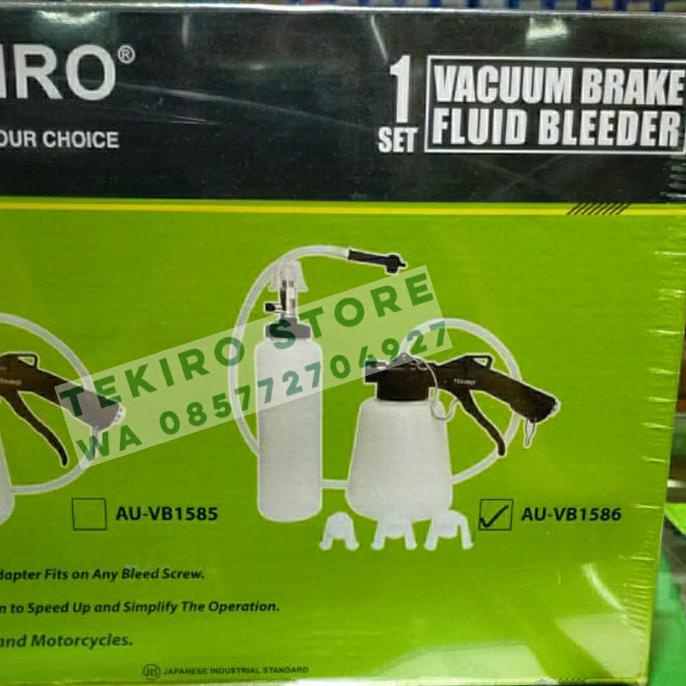 IRO®
OUR CHOICE
1
SET
VACUUM BRAKE
FLUID BLEEDER
TEKIRO STORE
WA 085772704927
TEKIRO
AU-VB1585
AU-VB1586
dapter Fits on Any Bleed Screw.
n to Speed Up and Simplify The Operation.
and Motorcycles.
JIS JAPANESE INDUSTRIAL STANDARD